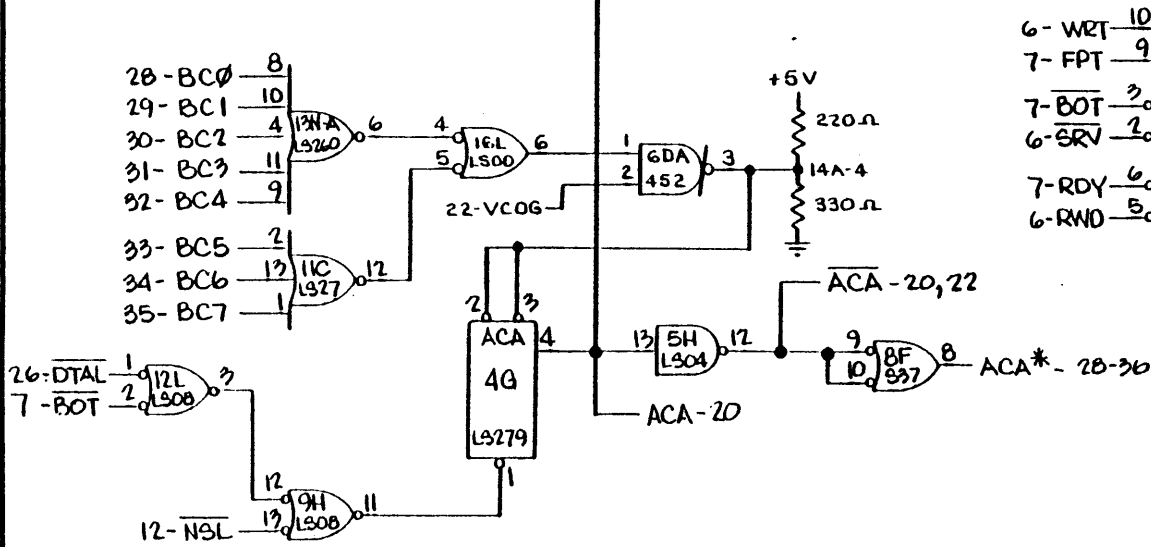 6- WRT 10
7- FPT 9
7-BOT 3
6-SRV 2
7-RDY 6
6-RWD 5
28-BCØ 8
29-BC1 10
30-BC2 4
31-BC3 11
32-BC4 9
13N-A
LS260
6
33-BC5 2
34-BC6 13
35-BC7 1
11C
LS27
12
4
5
LS00
6
22-VCOG
1
2
6DA
452
3
+5V
220Ω
14A-4
330Ω
2 3
ACA
4G
LS279
4
1
13
5H
LS04
12
ACA-20,22
9
10
8F
S37
8
ACA* - 28-36
ACA-20
26-DTAL 1
7-BOT 2
12L
LS08
3
12
13
12-NSL
9H
LS08
11